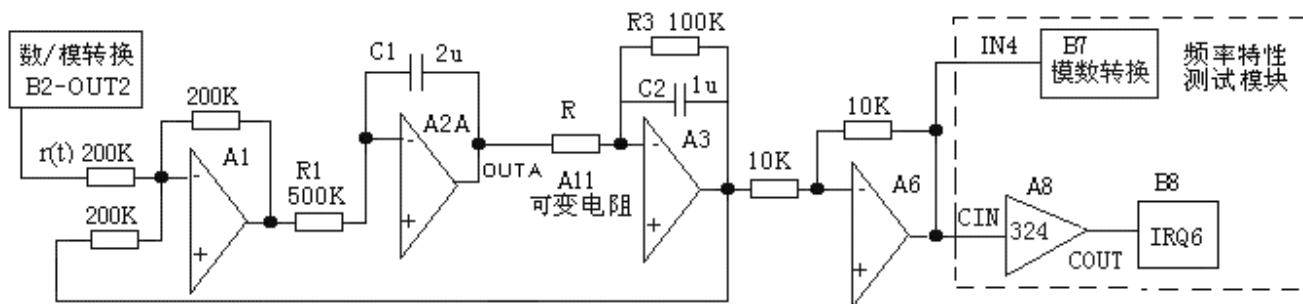 数/模转换
B2-OUT2
r(t) 200K
200K
200K
A1
-
+
R1
500K
C1
2u
A2A
-
+
OUTA
R
A11
可变电阻
R3 100K
C2
1u
A3
-
+
10K
10K
A6
-
+
IN4
B7
模数转换
频率特性
测试模块
CIN
A8
324
COUT
B8
IRQ6